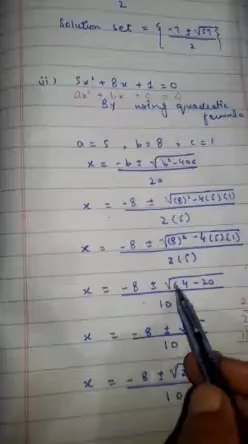 2
Solution set = { -7 ± √57 / 2 }
ii) 5x² + 8x + 1 = 0
ax² + bx + c = 0
By using quadratic formula
a = 5 , b = 8 , c = 1
x = -b ± √b² - 4ac / 2a
x = -8 ± √(8)² - 4(5)(1) / 2(5)
x = -8 ± √(8)² - 4(5)(1) / 2(5)
x = -8 ± √64 - 20 / 10
x = -8 ± √ / 10
x = -8 ± √ / 10